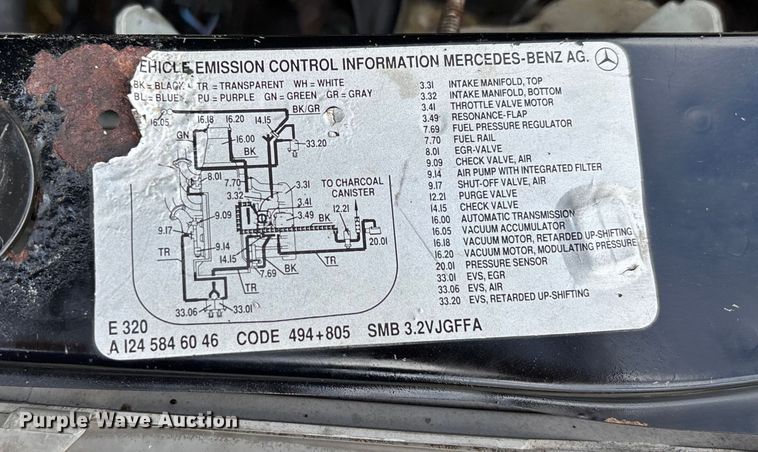 EHICLE EMISSION CONTROL INFORMATION MERCEDES-BENZ AG.
BK=BLACK TR=TRANSPARENT WH=WHITE
BL=BLUE PU=PURPLE GN=GREEN GR=GRAY
BK/GR
16.05
16.18
16.20
14.15
GN
16.00
BK
33.20
8.01
7.70
3.32
3.31
3.41
3.49
TO CHARCOAL
CANISTER
BK
12.21
9.17
9.09
9.14
14.15
7.69
20.01
TR
TR
BK
TR
33.06
33.01
3.31 INTAKE MANIFOLD, TOP
3.32 INTAKE MANIFOLD, BOTTOM
3.41 THROTTLE VALVE MOTOR
3.49 RESONANCE-FLAP
7.69 FUEL PRESSURE REGULATOR
7.70 FUEL RAIL
8.01 EGR-VALVE
9.09 CHECK VALVE, AIR
9.14 AIR PUMP WITH INTEGRATED FILTER
9.17 SHUT-OFF VALVE, AIR
12.21 PURGE VALVE
14.15 CHECK VALVE
16.00 AUTOMATIC TRANSMISSION
16.05 VACUUM ACCUMULATOR
16.18 VACUUM MOTOR, RETARDED UP-SHIFTING
16.20 VACUUM MOTOR, MODULATING PRESSURE
20.01 PRESSURE SENSOR
33.01 EVS, EGR
33.06 EVS, AIR
33.20 EVS, RETARDED UP-SHIFTING
E 320
A 124 584 60 46 CODE 494+805 SMB 3.2VJGFFA
Purple Wave Auction